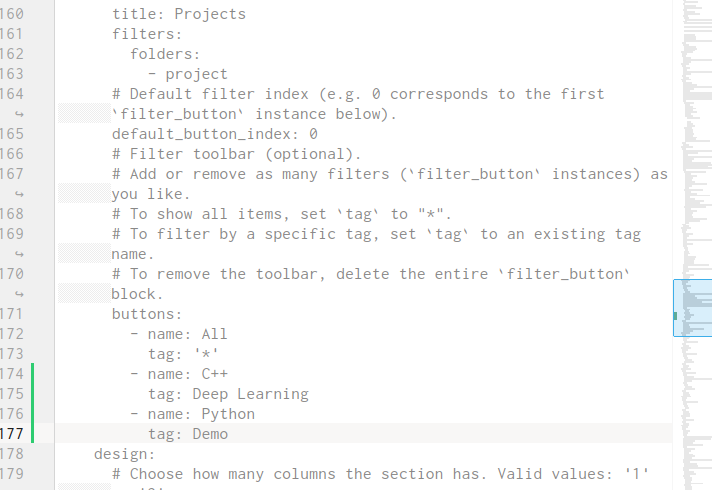 160 title: Projects
161 filters:
162 folders:
163 - project
164 # Default filter index (e.g. 0 corresponds to the first
↪ `filter_button` instance below).
165 default_button_index: 0
166 # Filter toolbar (optional).
167 # Add or remove as many filters (`filter_button` instances) as
↪ you like.
168 # To show all items, set `tag` to "*".
169 # To filter by a specific tag, set `tag` to an existing tag
↪ name.
170 # To remove the toolbar, delete the entire `filter_button`
↪ block.
171 buttons:
172 - name: All
173 tag: '*'
174 - name: C++
175 tag: Deep Learning
176 - name: Python
177 tag: Demo
178 design:
179 # Choose how many columns the section has. Valid values: '1'